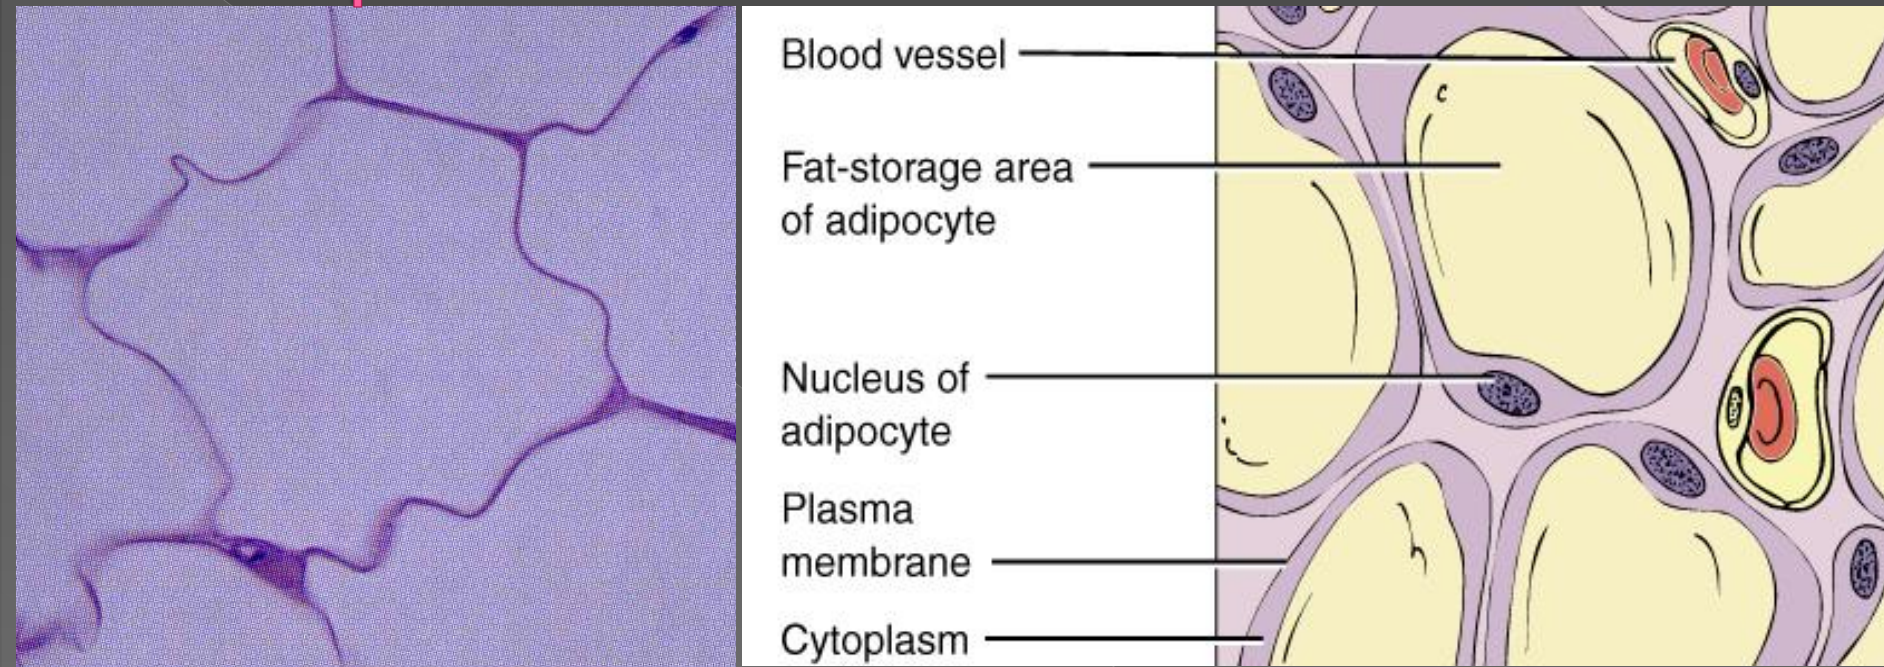 Blood vessel
Fat-storage area
of adipocyte
Nucleus of
adipocyte
Plasma
membrane
Cytoplasm